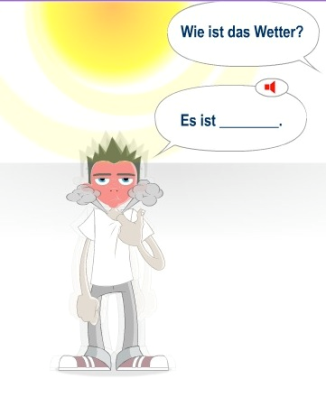 Wie ist das Wetter?
Es ist ________.